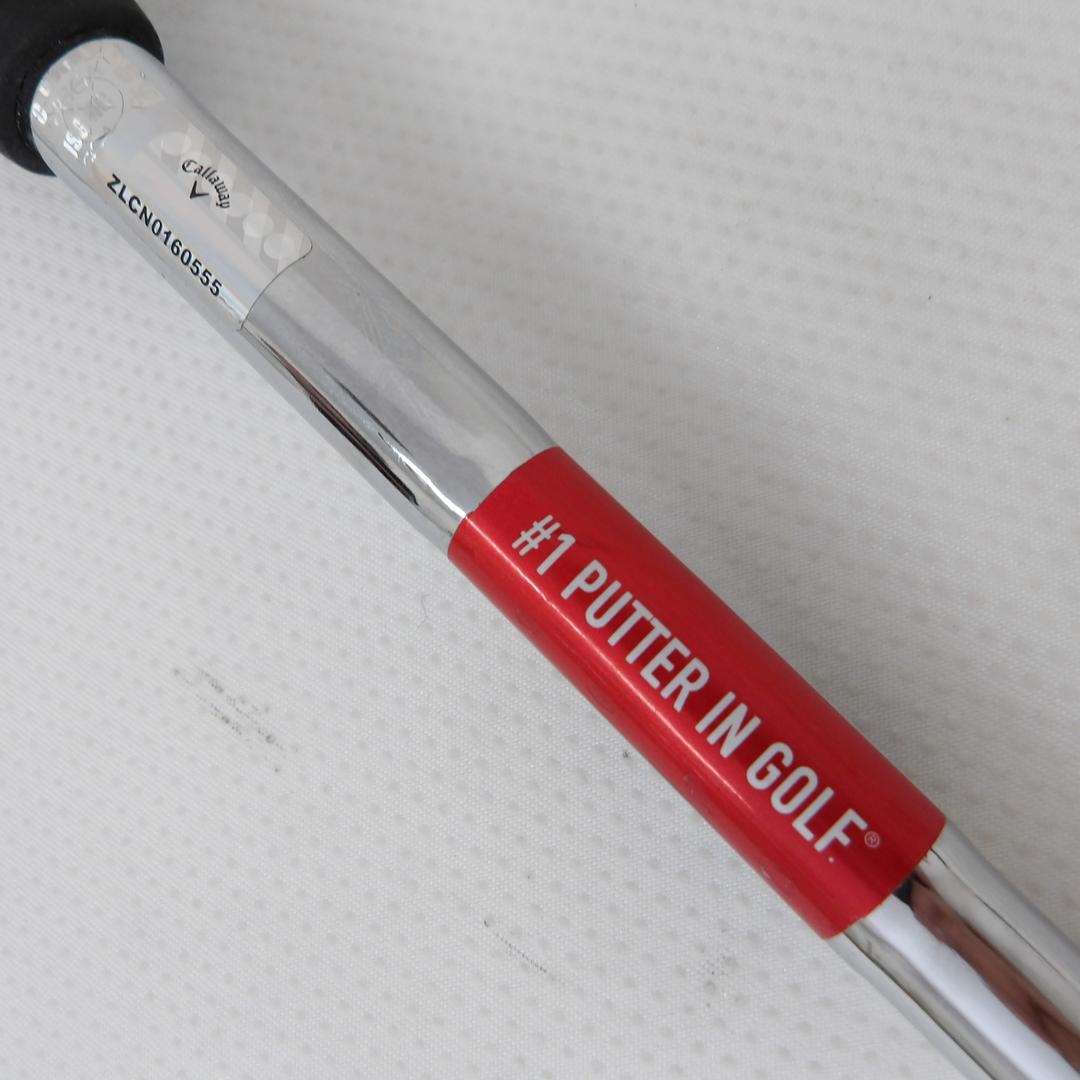 Callaway
ZLCN0160555
#1 PUTTER IN GOLF.®